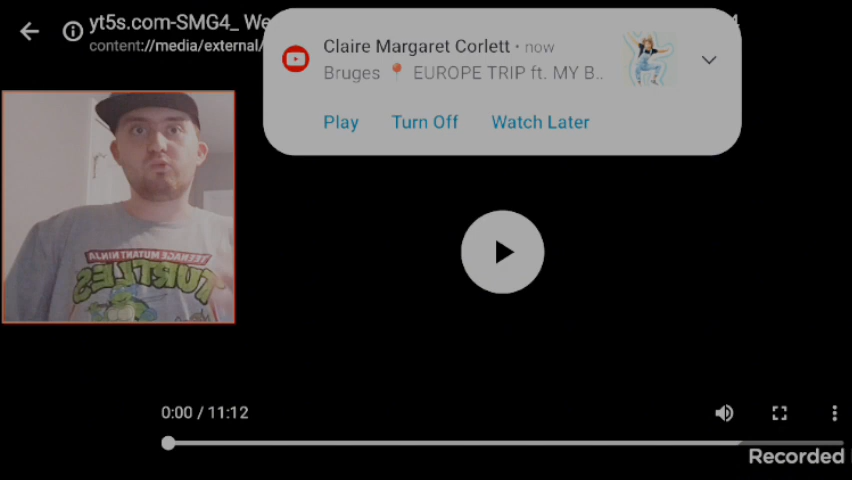 yt5s.com-SMG4_ We
4
content://media/external/
Claire Margaret Corlett • now
Bruges 📍 EUROPE TRIP ft. MY B..
Play
Turn Off
Watch Later
TEENAGE MUTANT NINJA
TURTLES
0:00 / 11:12
Recorded